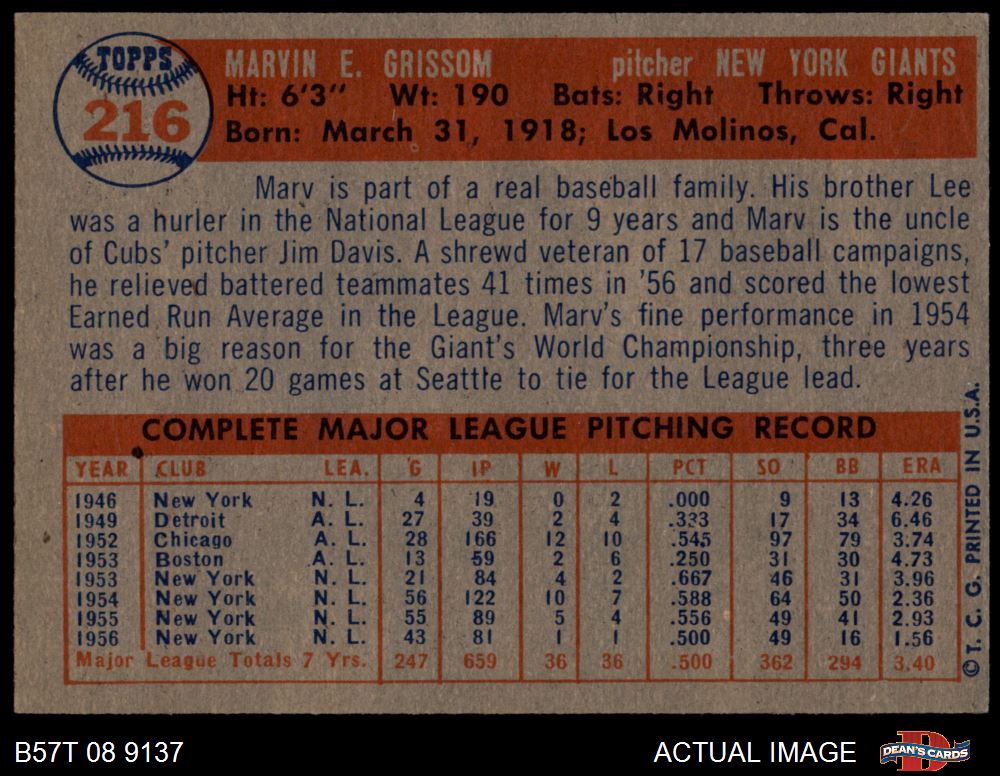 TOPPS
216
MARVIN E. GRISSOM pitcher NEW YORK GIANTS
Ht: 6'3" Wt: 190 Bats: Right Throws: Right
Born: March 31, 1918; Los Molinos, Cal.
Marv is part of a real baseball family. His brother Lee
was a hurler in the National League for 9 years and Marv is the uncle
of Cubs' pitcher Jim Davis. A shrewd veteran of 17 baseball campaigns,
he relieved battered teammates 41 times in '56 and scored the lowest
Earned Run Average in the League. Marv's fine performance in 1954
was a big reason for the Giant's World Championship, three years
after he won 20 games at Seattle to tie for the League lead.
COMPLETE MAJOR LEAGUE PITCHING RECORD
YEAR CLUB LEA. G IP W L PCT SO BB ERA
1946 New York N. L. 4 19 0 2 .000 9 13 4.26
1949 Detroit A. L. 27 39 2 4 .333 17 34 6.46
1952 Chicago A. L. 28 166 12 10 .545 97 79 3.74
1953 Boston A. L. 13 59 2 6 .250 31 30 4.73
1953 New York N. L. 21 84 4 2 .667 46 31 3.96
1954 New York N. L. 56 122 10 7 .588 64 50 2.36
1955 New York N. L. 55 89 5 4 .556 49 41 2.93
1956 New York N. L. 43 81 1 1 .500 49 16 1.56
Major League Totals 7 Yrs. 247 659 36 36 .500 362 294 3.40
© T. C. G. PRINTED IN U.S.A.
B57T 08 9137 ACTUAL IMAGE DEAN'S CARDS